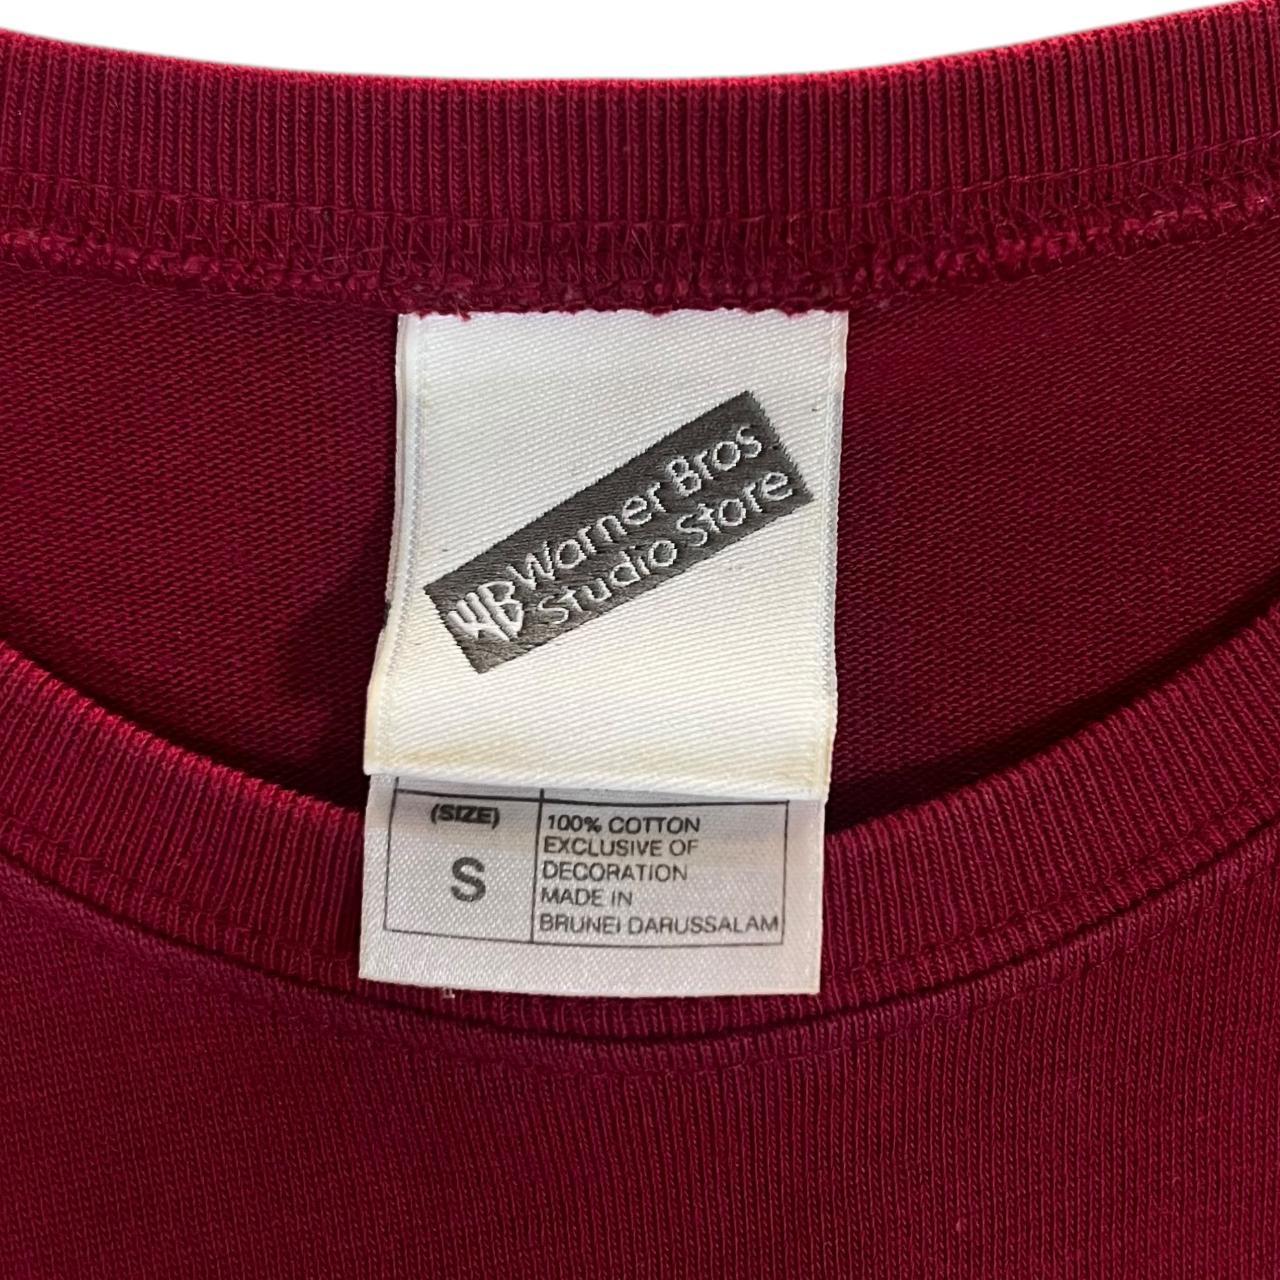 WB Warner Bros
Studio Store
(SIZE)
S
100% COTTON
EXCLUSIVE OF
DECORATION
MADE IN
BRUNEI DARUSSALAM